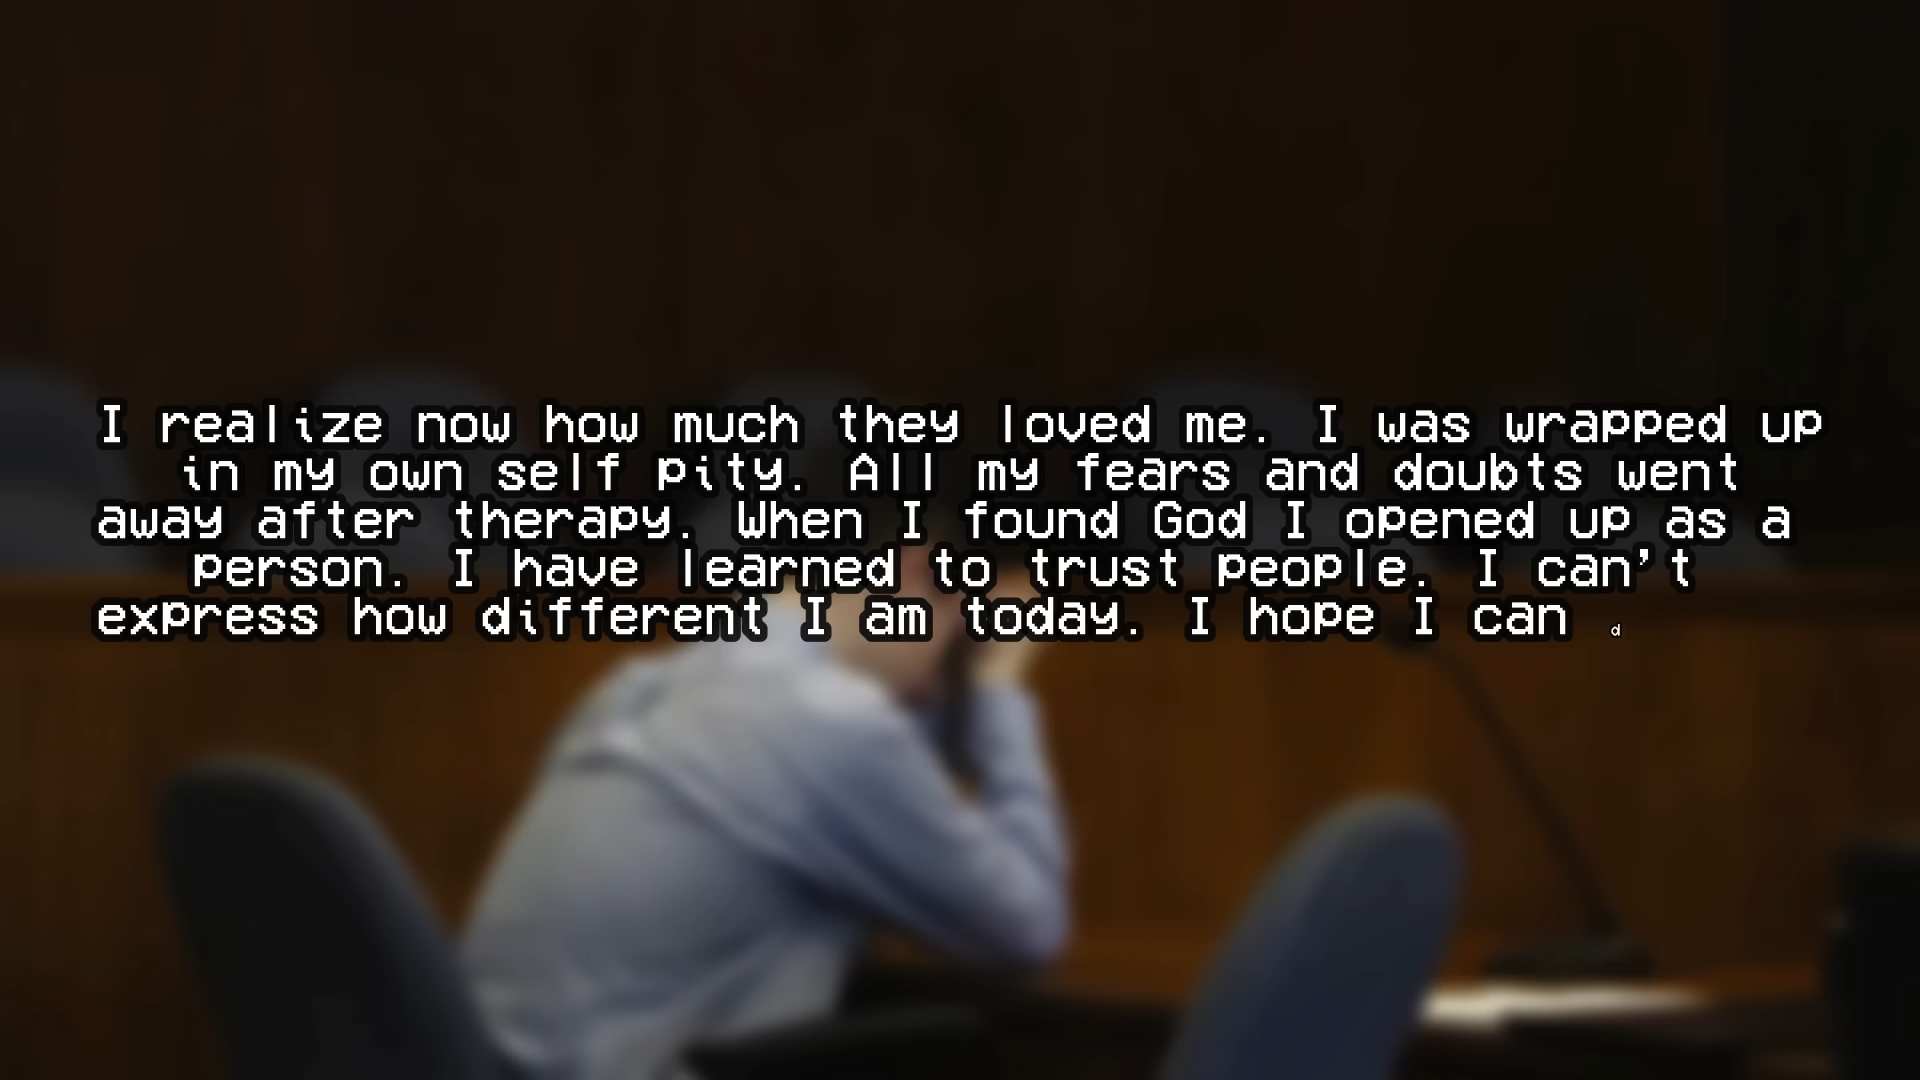 I realize now how much they loved me. I was wrapped up
in my own self pity. All my fears and doubts went
away after therapy. When I found God I opened up as a
person. I have learned to trust people. I can't
express how different I am today. I hope I can d